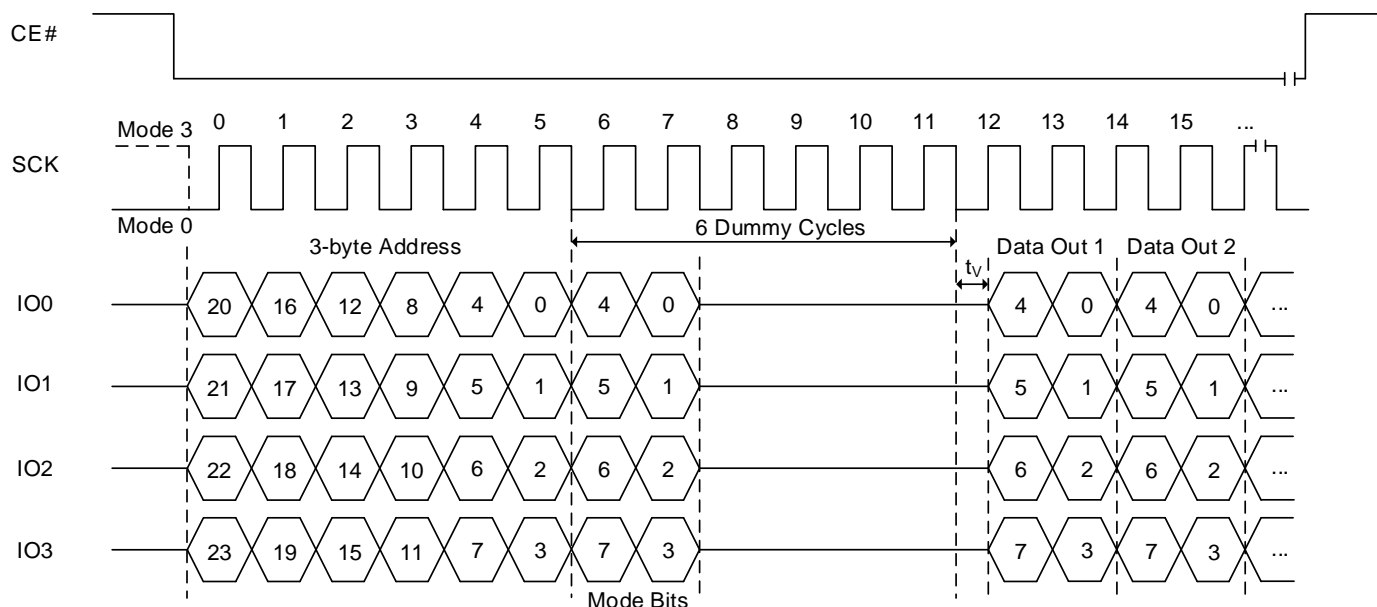 CE#
Mode 3 0 1 2 3 4 5 6 7 8 9 10 11 12 13 14 15 ...
SCK
Mode 0
3-byte Address 6 Dummy Cycles Data Out 1 Data Out 2
tV
IO0 20 16 12 8 4 0 4 0 4 0 4 0 ...
IO1 21 17 13 9 5 1 5 1 5 1 5 1 ...
IO2 22 18 14 10 6 2 6 2 6 2 6 2 ...
IO3 23 19 15 11 7 3 7 3 7 3 7 3 ...
Mode Bits